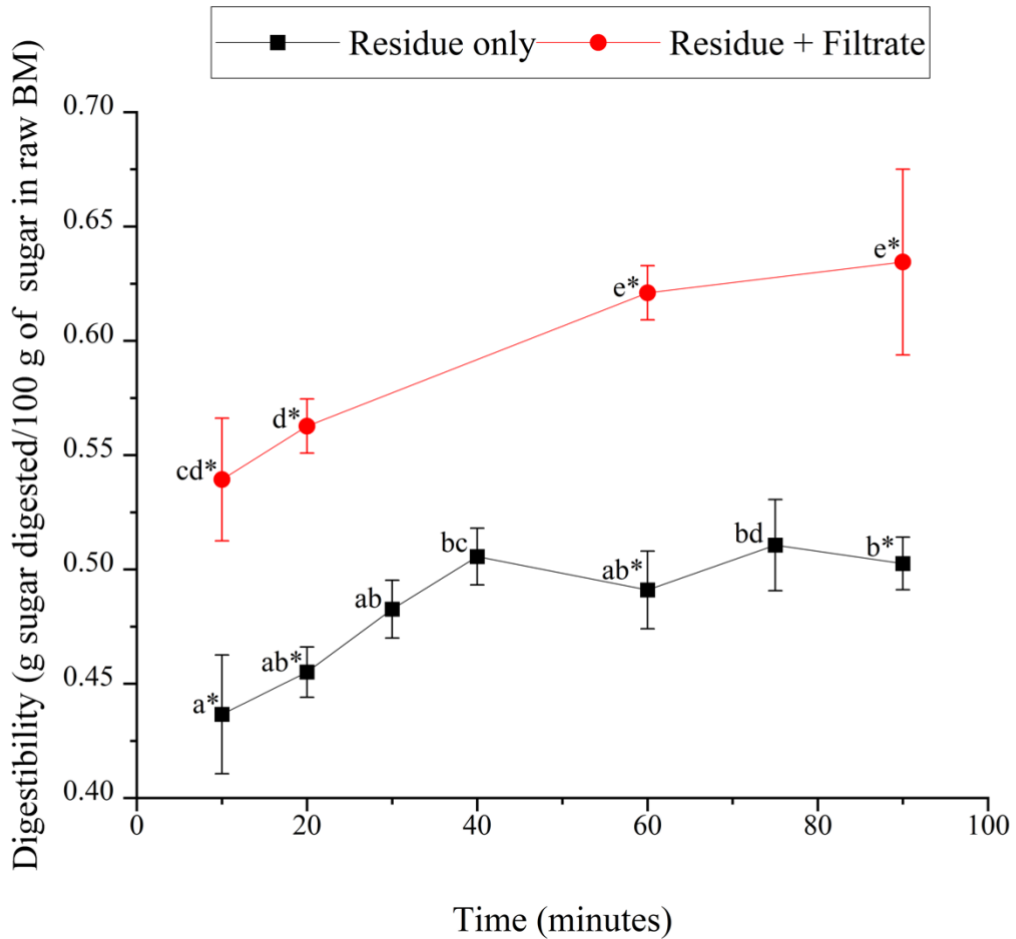 Residue only Residue + Filtrate
Digestibility (g sugar digested/100 g of sugar in raw BM)
0.70
0.65
0.60
0.55
0.50
0.45
0.40
e*
e*
d*
cd*
bc
bd
b*
ab*
ab
ab*
a*
0 20 40 60 80 100
Time (minutes)